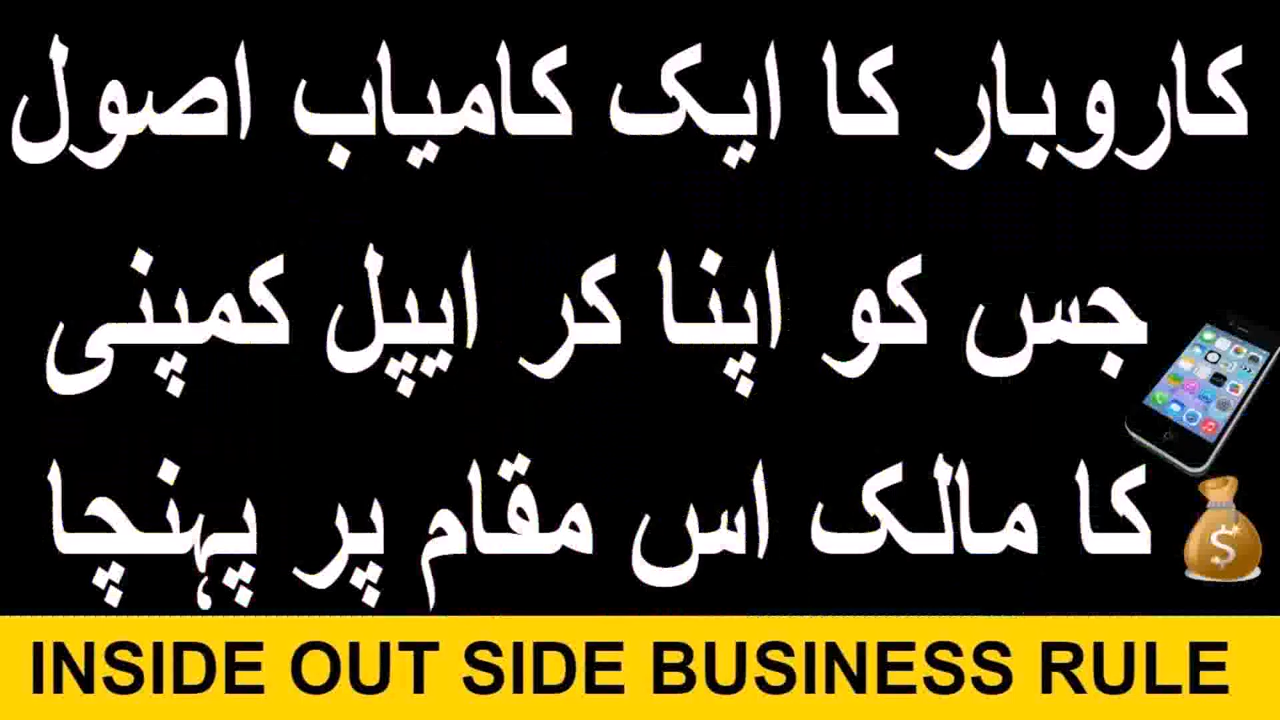 کاروبار کا ایک کامیاب اصول
جس کو اپنا کر ایپل کمپنی
کا مالک اس مقام پر پہنچا
INSIDE OUT SIDE BUSINESS RULE